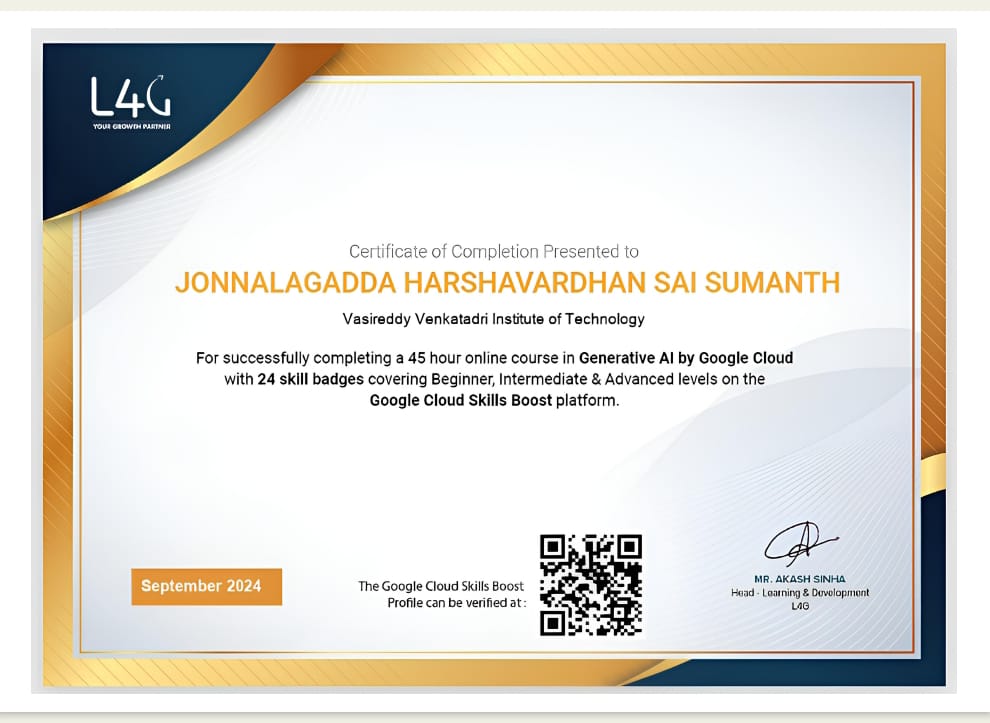 L4G
YOUR GROWTH PARTNER
Certificate of Completion Presented to
JONNALAGADDA HARSHAVARDHAN SAI SUMANTH
Vasireddy Venkatadri Institute of Technology
For successfully completing a 45 hour online course in Generative AI by Google Cloud
with 24 skill badges covering Beginner, Intermediate & Advanced levels on the
Google Cloud Skills Boost platform.
September 2024
The Google Cloud Skills Boost
Profile can be verified at :
MR. AKASH SINHA
Head - Learning & Development
L4G